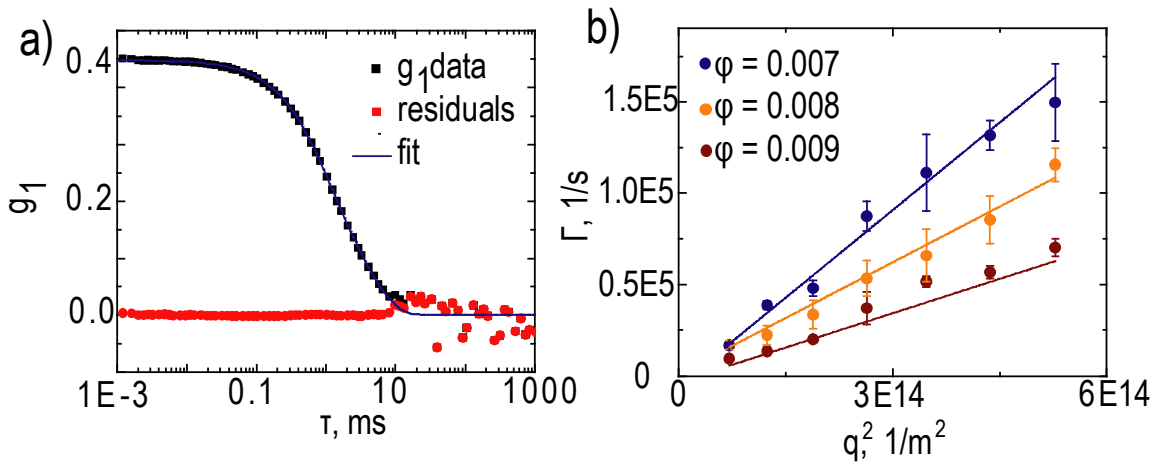 a)
0.4
0.2
0.0
g₁
g₁data
residuals
fit
1E-3
0.1
10
1000
τ, ms
b)
φ = 0.007
φ = 0.008
φ = 0.009
1.5E5
1.0E5
0.5E5
0
Γ, 1/s
0
3E14
6E14
q,² 1/m²